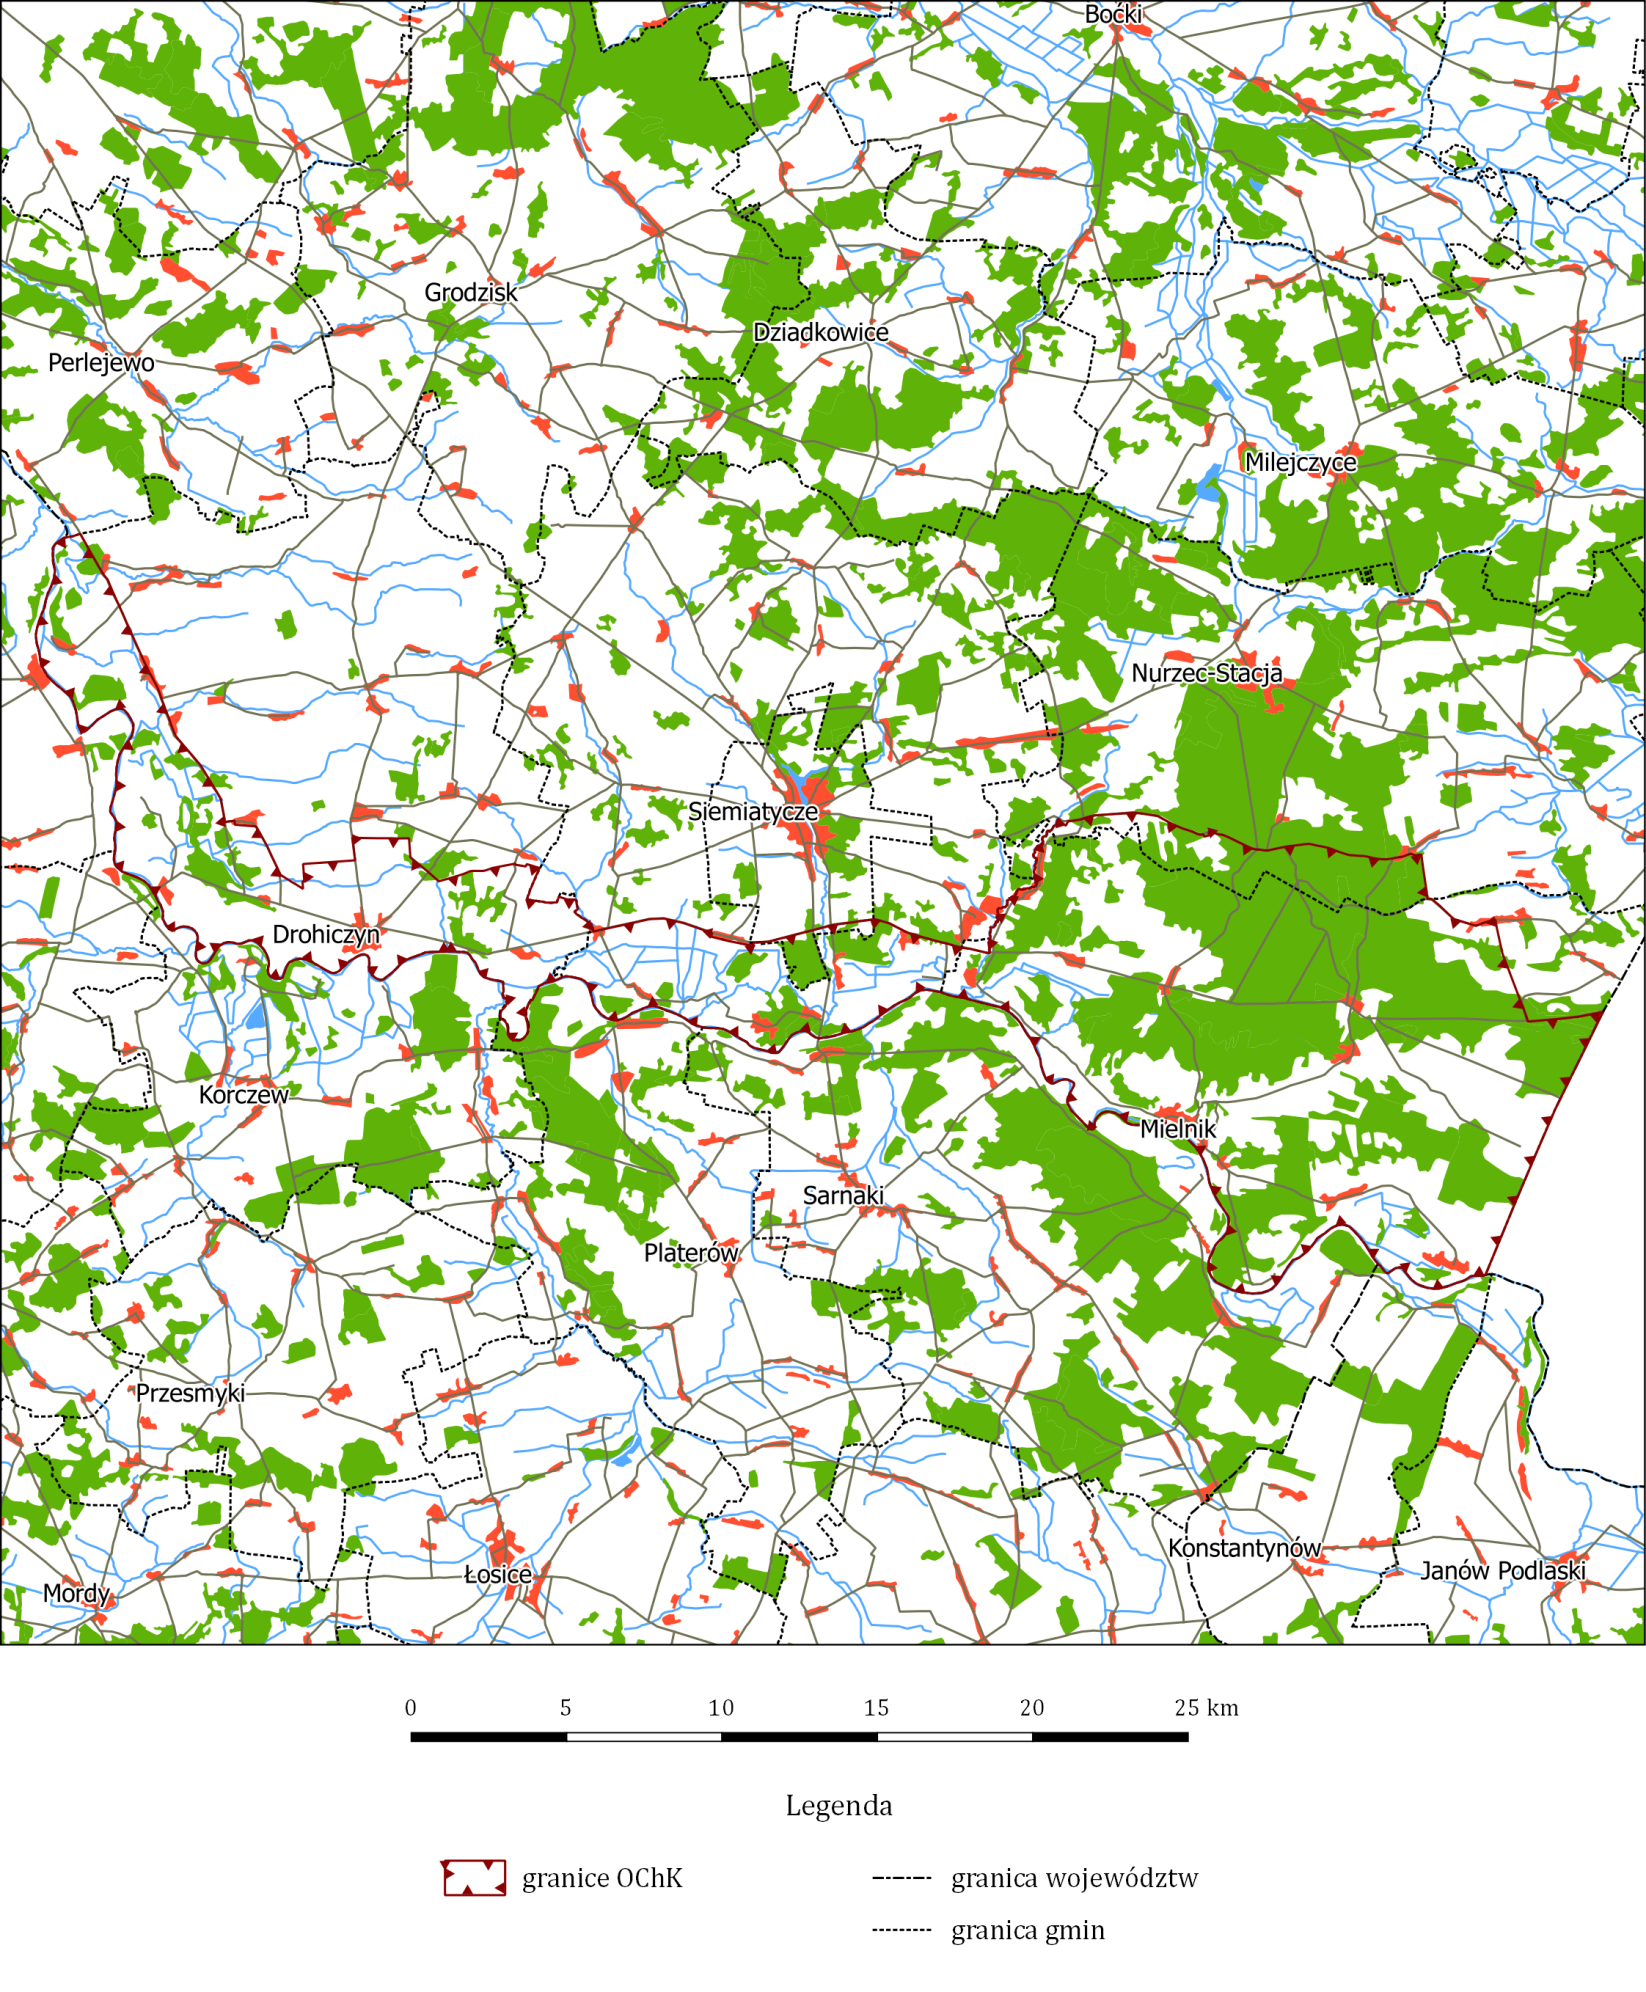 Boćki
Grodzisk
Dziadkowice
Perlejewo
Milejczyce
Nurzec-Stacja
Siemiatycze
Drohiczyn
Korczew
Mielnik
Sarnaki
Platerów
Przesmyki
Konstantynów
Janów Podlaski
Łosice
Mordy
0 5 10 15 20 25 km
Legenda
granice OChK
granica województw
granica gmin